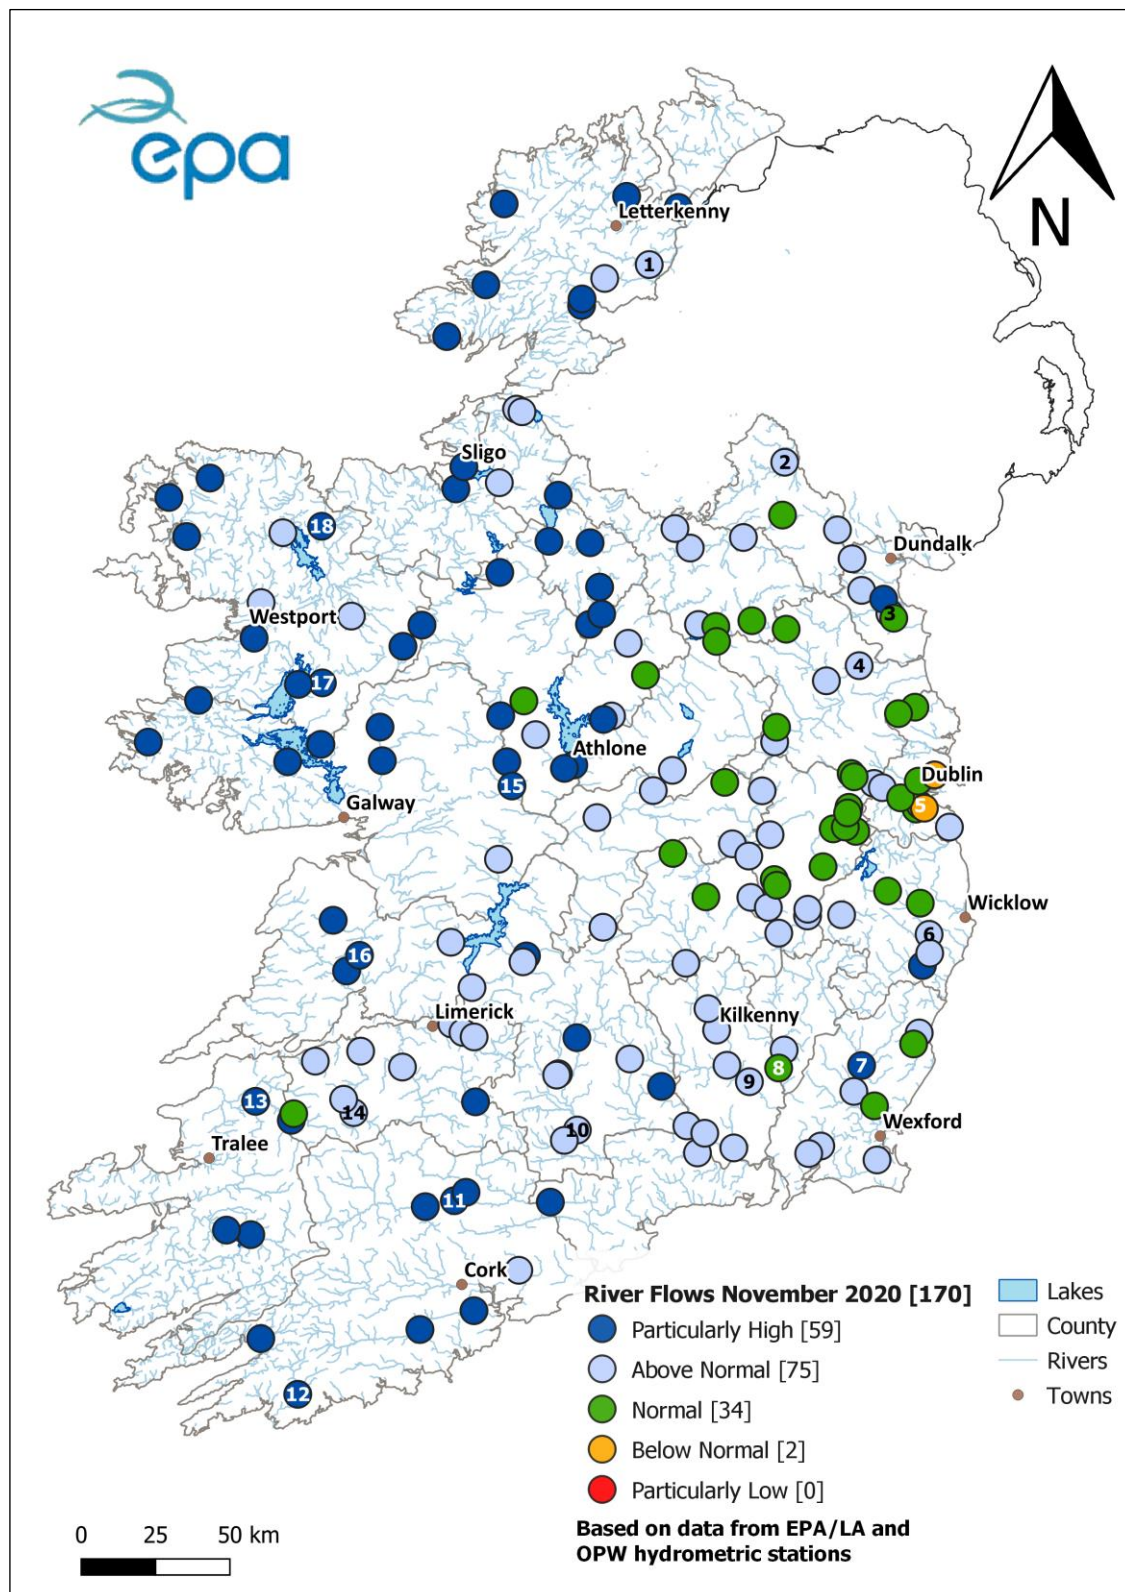 epa
N
Letterkenny
1
Sligo
2
18
Dundalk
Westport
3
17
4
Athlone
Dublin
15
5
Galway
Wicklow
6
16
Limerick
Kilkenny
7
8
9
13
14
10
Wexford
Tralee
11
Cork
12
River Flows November 2020 [170]
Particularly High [59]
Above Normal [75]
Normal [34]
Below Normal [2]
Particularly Low [0]
Lakes
County
Rivers
Towns
Based on data from EPA/LA and
OPW hydrometric stations
0 25 50 km